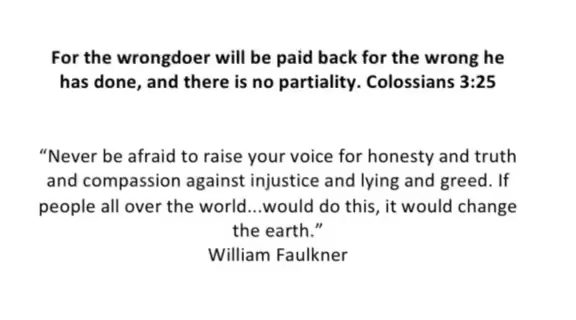 For the wrongdoer will be paid back for the wrong he
has done, and there is no partiality. Colossians 3:25
“Never be afraid to raise your voice for honesty and truth
and compassion against injustice and lying and greed. If
people all over the world...would do this, it would change
the earth.”
William Faulkner